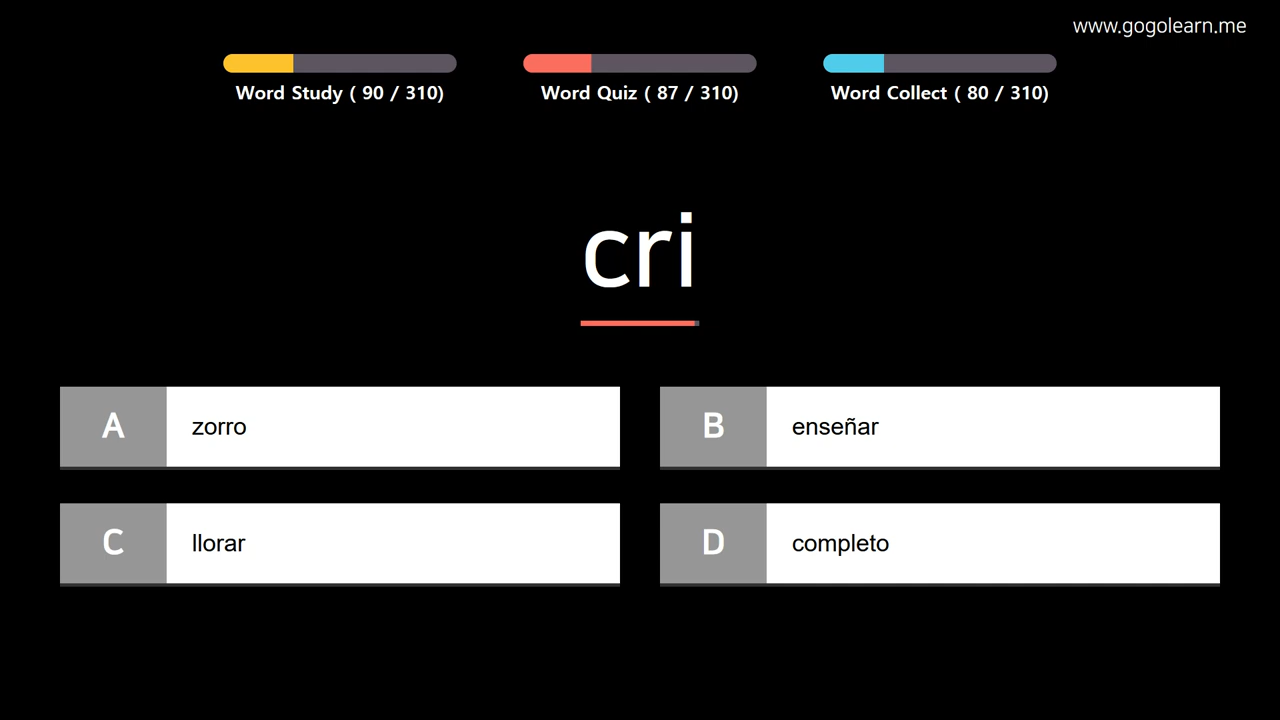 www.gogolearn.me
Word Study ( 90 / 310)
Word Quiz ( 87 / 310)
Word Collect ( 80 / 310)
cri
A zorro
B enseñar
C llorar
D completo